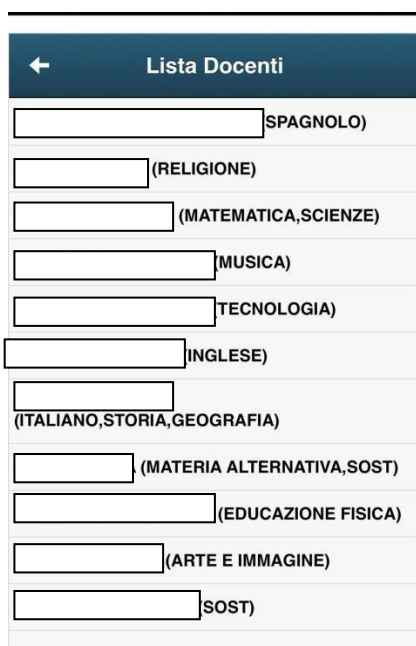 Lista Docenti
SPAGNOLO)
(RELIGIONE)
(MATEMATICA,SCIENZE)
(MUSICA)
(TECNOLOGIA)
(INGLESE)
(ITALIANO,STORIA,GEOGRAFIA)
(MATERIA ALTERNATIVA,SOST)
(EDUCAZIONE FISICA)
(ARTE E IMMAGINE)
(SOST)